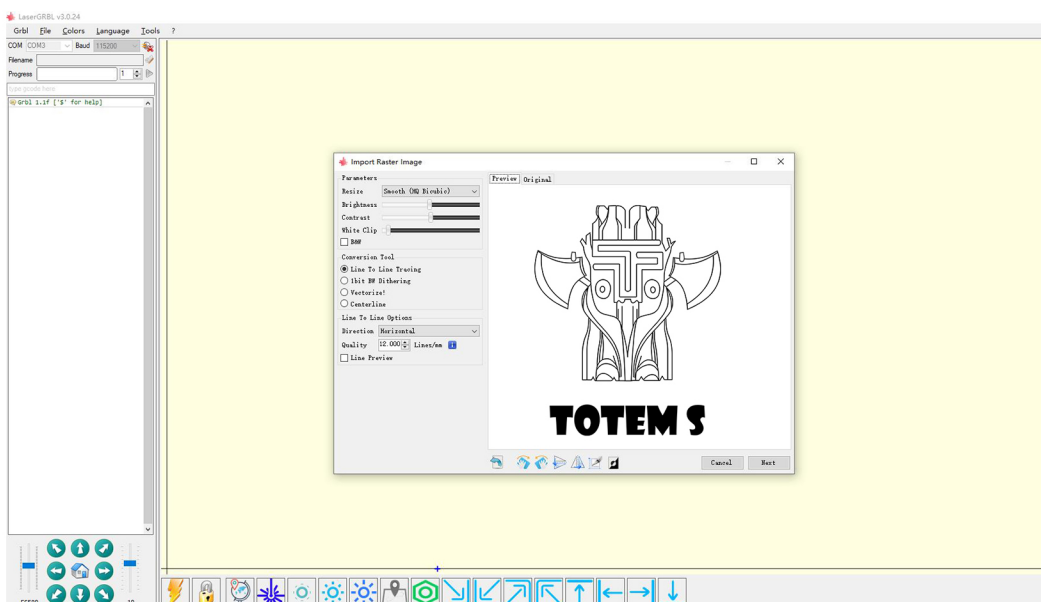 LaserGRBL v3.0.24
Grbl File Colors Language Tools ?
COM COM3 Baud 115200
Filename
Progress 1
type gcode here
Grbl 1.1f ['$' for help]
Import Raster Image
Parameters
Resize Smooth (HQ Bicubic)
Brightness
Contrast
White Clip
B&W
Conversion Tool
Line To Line Tracing
1bit BW Dithering
Vectorize!
Centerline
Line To Line Options
Direction Horizontal
Quality 12.000 Lines/mm
Line Preview
Preview Original
TOTEM S
Cancel Next